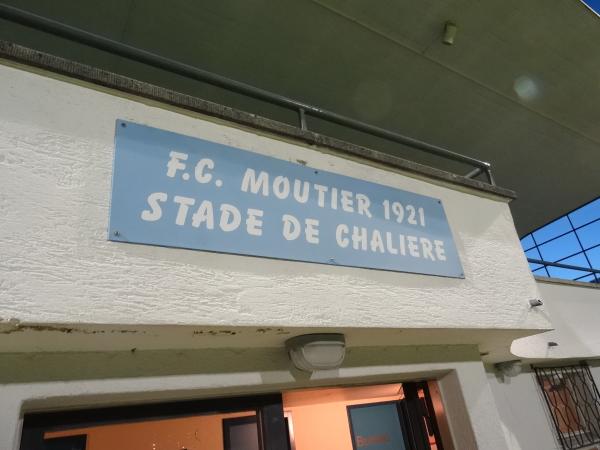 F.C. MOUTIER 1921
STADE DE CHALIERE